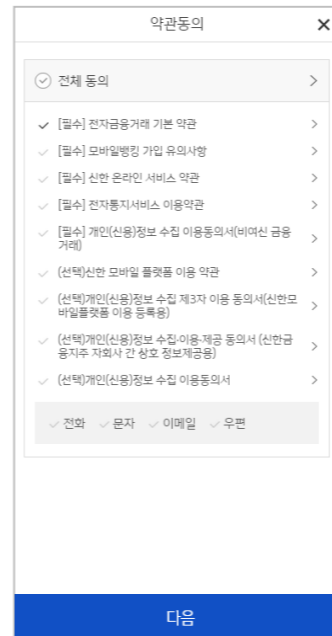 약관동의
전체 동의
[필수] 전자금융거래 기본 약관
[필수] 모바일뱅킹 가입 유의사항
[필수] 신한 온라인 서비스 약관
[필수] 전자통지서비스 이용약관
[필수] 개인(신용)정보 수집 이용동의서(비여신 금융
거래)
(선택)신한 모바일 플랫폼 이용 약관
(선택)개인(신용)정보 수집 제3자 이용 동의서(신한모
바일플랫폼 이용 등록용)
(선택)개인(신용)정보 수집·이용·제공 동의서 (신한금
융지주 자회사 간 상호 정보제공용)
(선택)개인(신용)정보 수집 이용동의서
전화 문자 이메일 우편
다음